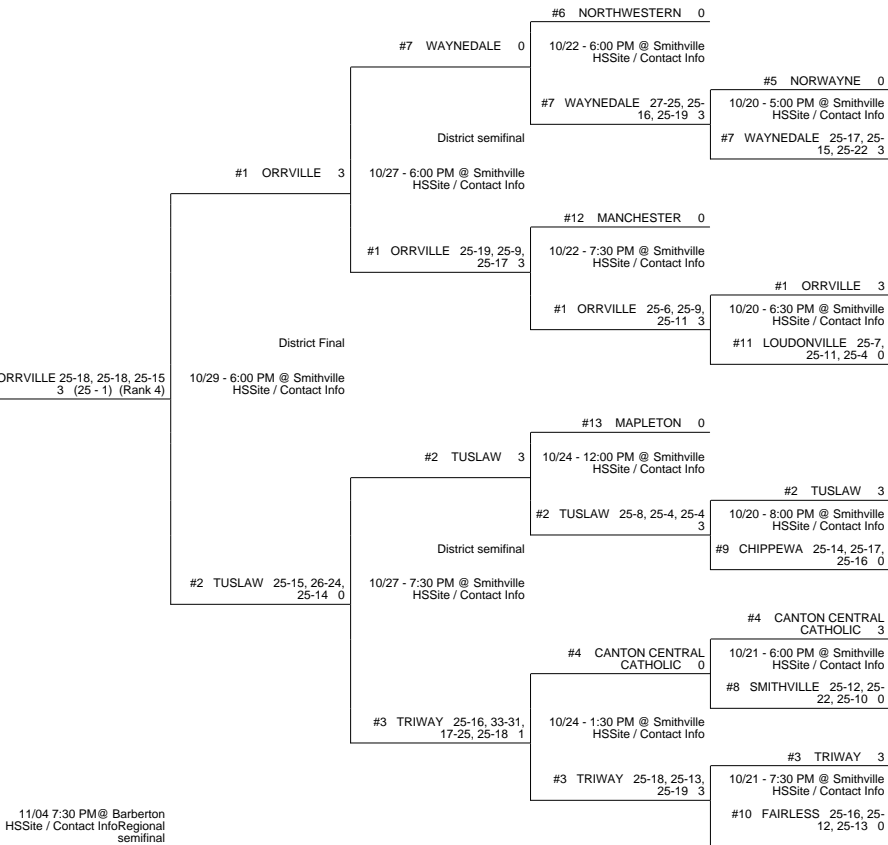 #6 NORTHWESTERN 0
#7 WAYNEDALE 0
10/22 - 6:00 PM @ Smithville
HSSite / Contact Info
#5 NORWAYNE 0
#7 WAYNEDALE 27-25, 25-
16, 25-19 3
10/20 - 5:00 PM @ Smithville
HSSite / Contact Info
District semifinal
#7 WAYNEDALE 25-17, 25-
15, 25-22 3
#1 ORRVILLE 3
10/27 - 6:00 PM @ Smithville
HSSite / Contact Info
#12 MANCHESTER 0
#1 ORRVILLE 25-19, 25-9,
25-17 3
10/22 - 7:30 PM @ Smithville
HSSite / Contact Info
#1 ORRVILLE 3
#1 ORRVILLE 25-6, 25-9,
25-11 3
10/20 - 6:30 PM @ Smithville
HSSite / Contact Info
District Final
#11 LOUDONVILLE 25-7,
25-11, 25-4 0
ORRVILLE 25-18, 25-18, 25-15
3 (25 - 1) (Rank 4)
10/29 - 6:00 PM @ Smithville
HSSite / Contact Info
#13 MAPLETON 0
#2 TUSLAW 3
10/24 - 12:00 PM @ Smithville
HSSite / Contact Info
#2 TUSLAW 3
#2 TUSLAW 25-8, 25-4, 25-4
3
10/20 - 8:00 PM @ Smithville
HSSite / Contact Info
District semifinal
#9 CHIPPEWA 25-14, 25-17,
25-16 0
#2 TUSLAW 25-15, 26-24,
25-14 0
10/27 - 7:30 PM @ Smithville
HSSite / Contact Info
#4 CANTON CENTRAL
CATHOLIC 3
#4 CANTON CENTRAL
CATHOLIC 0
10/21 - 6:00 PM @ Smithville
HSSite / Contact Info
#8 SMITHVILLE 25-12, 25-
22, 25-10 0
#3 TRIWAY 25-16, 33-31,
17-25, 25-18 1
10/24 - 1:30 PM @ Smithville
HSSite / Contact Info
#3 TRIWAY 3
#3 TRIWAY 25-18, 25-13,
25-19 3
10/21 - 7:30 PM @ Smithville
HSSite / Contact Info
11/04 7:30 PM@ Barberton
HSSite / Contact InfoRegional
semifinal
#10 FAIRLESS 25-16, 25-
12, 25-13 0